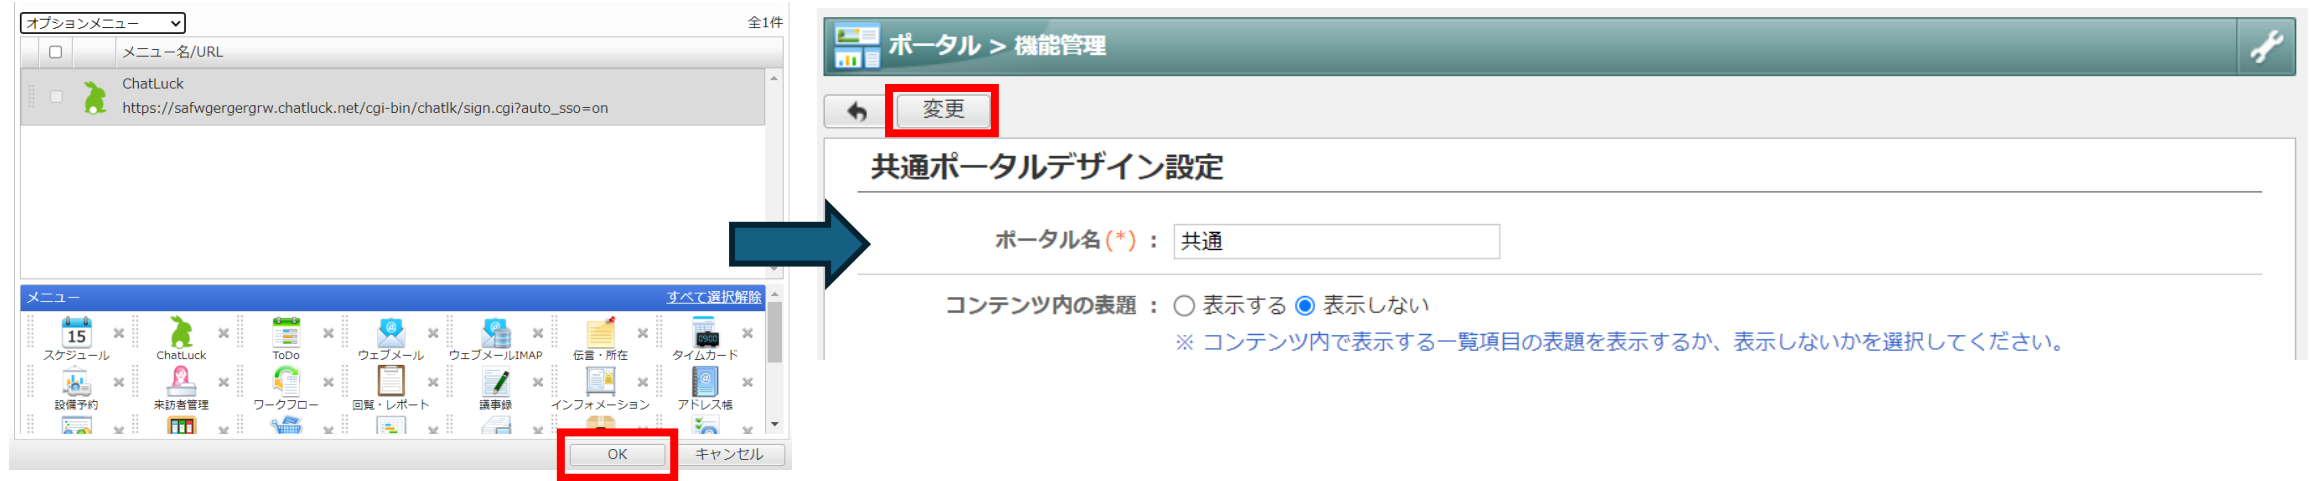 オプションメニュー
全1件
メニュー名/URL
ChatLuck
https://safwgergergrw.chatluck.net/cgi-bin/chatlk/sign.cgi?auto_sso=on
メニュー
すべて選択解除
15
09:00
スケジュール
ChatLuck
ToDo
ウェブメール
ウェブメールIMAP
伝言・所在
タイムカード
設備予約
来訪者管理
ワークフロー
回覧・レポート
議事録
インフォメーション
アドレス帳
OK
キャンセル
ポータル > 機能管理
変更
共通ポータルデザイン設定
ポータル名(*) : 共通
コンテンツ内の表題 : 表示する 表示しない
※ コンテンツ内で表示する一覧項目の表題を表示するか、表示しないかを選択してください。